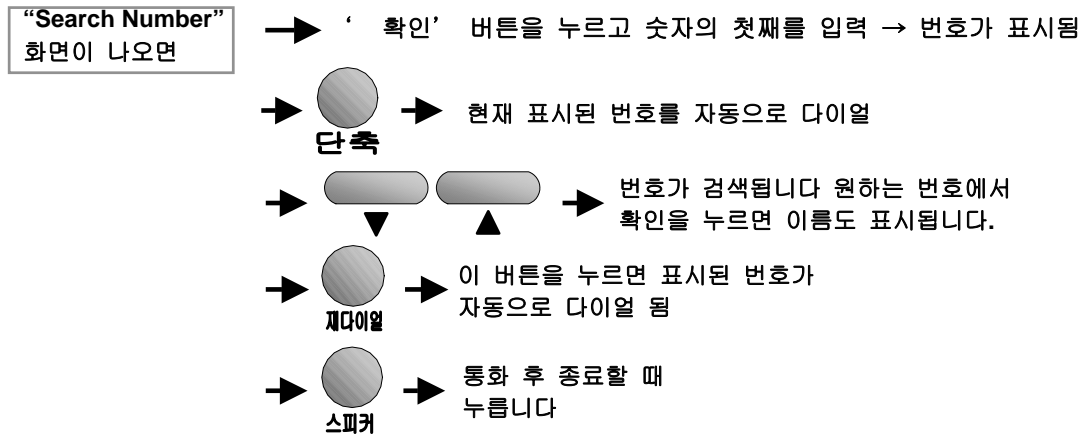 “Search Number”
화면이 나오면
‘ 확인’ 버튼을 누르고 숫자의 첫째를 입력 → 번호가 표시됨
단축
현재 표시된 번호를 자동으로 다이얼
번호가 검색됩니다 원하는 번호에서
확인을 누르면 이름도 표시됩니다.
▼ ▲
재다이얼
이 버튼을 누르면 표시된 번호가
자동으로 다이얼 됨
스피커
통화 후 종료할 때
누릅니다